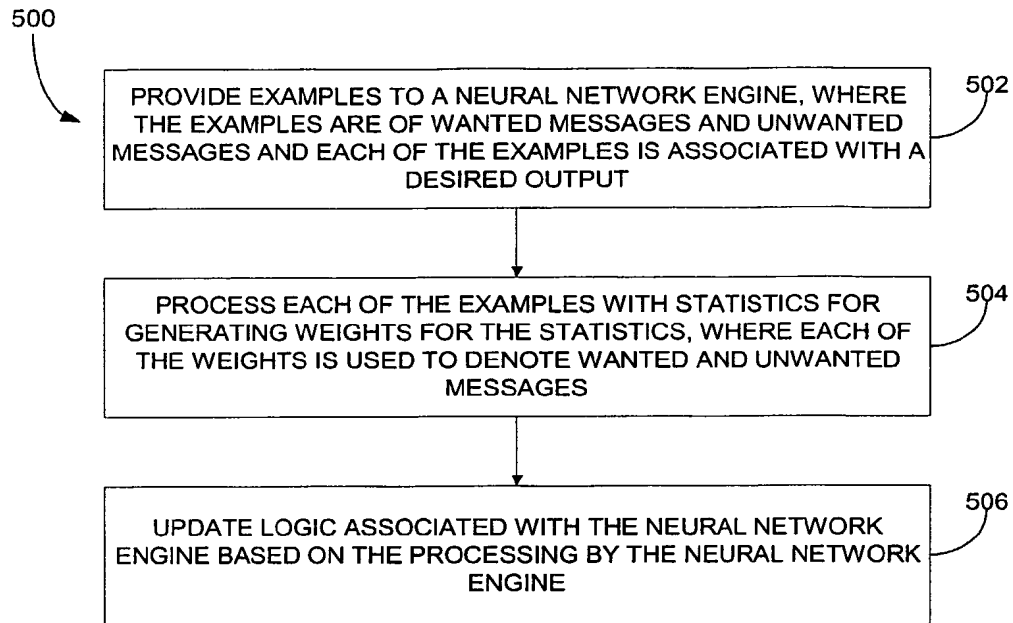 500
502
PROVIDE EXAMPLES TO A NEURAL NETWORK ENGINE, WHERE
THE EXAMPLES ARE OF WANTED MESSAGES AND UNWANTED
MESSAGES AND EACH OF THE EXAMPLES IS ASSOCIATED WITH A
DESIRED OUTPUT
504
PROCESS EACH OF THE EXAMPLES WITH STATISTICS FOR
GENERATING WEIGHTS FOR THE STATISTICS, WHERE EACH OF
THE WEIGHTS IS USED TO DENOTE WANTED AND UNWANTED
MESSAGES
506
UPDATE LOGIC ASSOCIATED WITH THE NEURAL NETWORK
ENGINE BASED ON THE PROCESSING BY THE NEURAL NETWORK
ENGINE